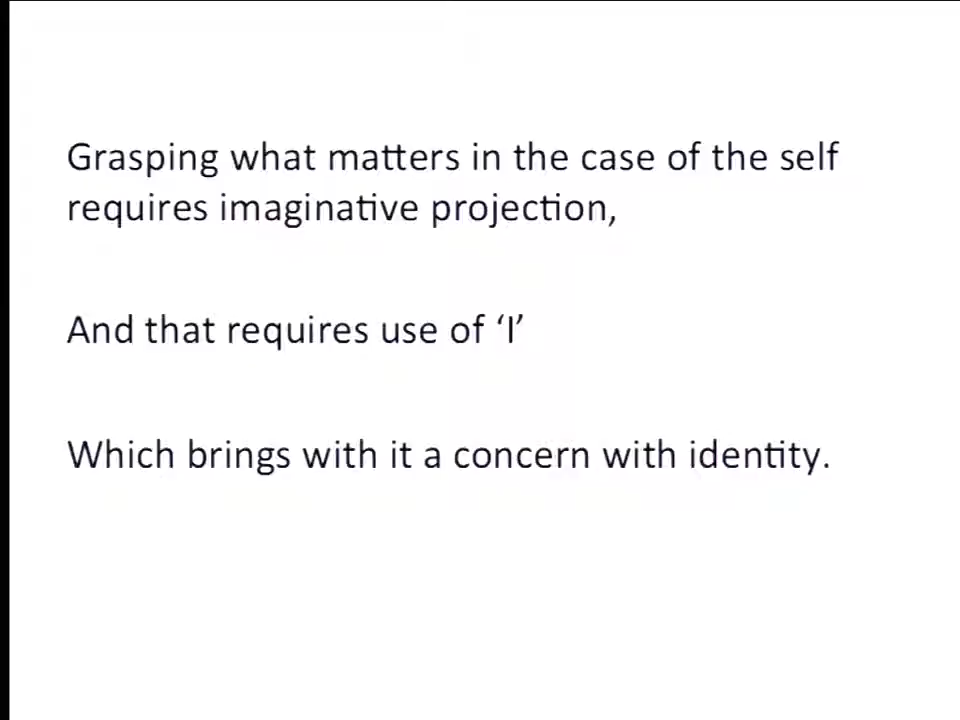 Grasping what matters in the case of the self
requires imaginative projection,
And that requires use of ‘I’
Which brings with it a concern with identity.